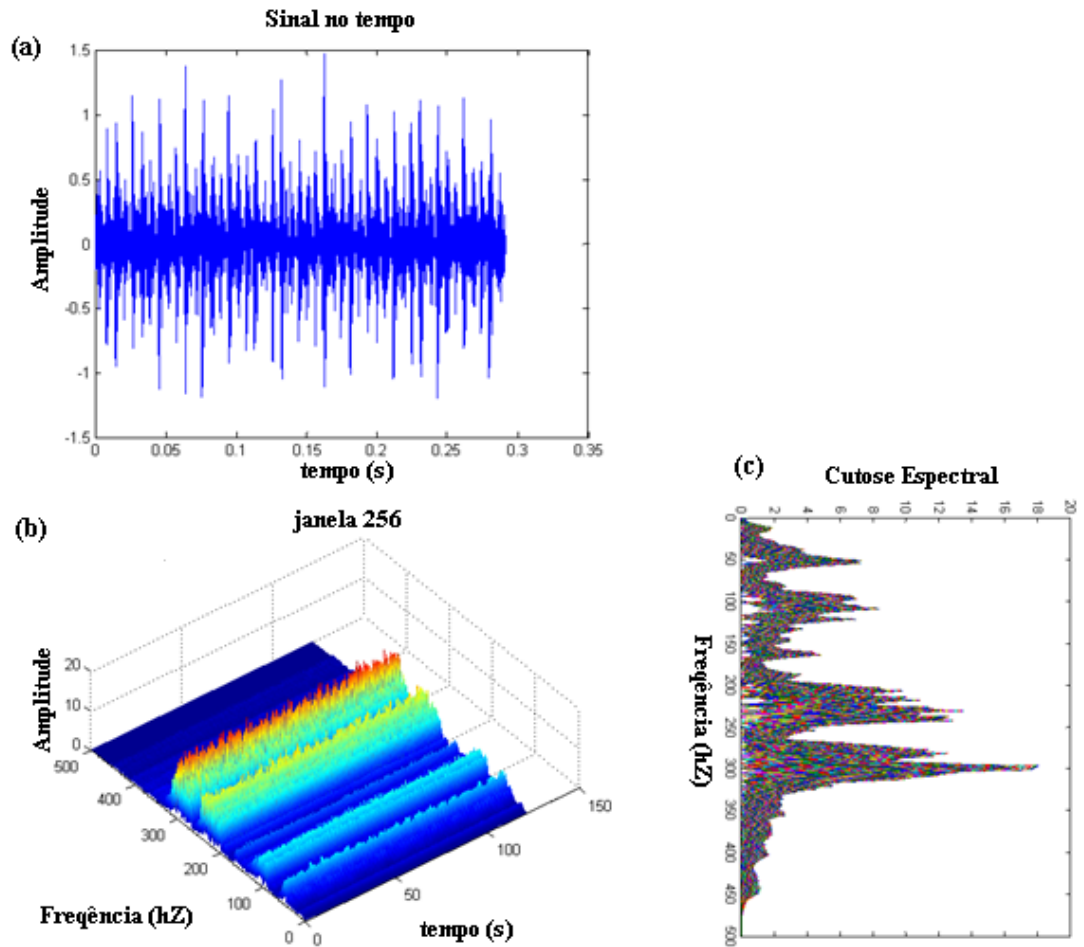 Sinal no tempo
(a)
Amplitude
1.5
1
0.5
0
-0.5
-1
-1.5
0 0.05 0.1 0.15 0.2 0.25 0.3 0.35
tempo (s)
(b)
janela 256
Amplitude
20
10
0
500
400
300
200
100
0
0
50
100
150
Freqência (hZ)
tempo (s)
(c)
Cutose Espectral
0 2 4 6 8 10 12 14 16 18 20
Freqência (hZ)
0
50
100
150
200
250
300
350
400
450
500